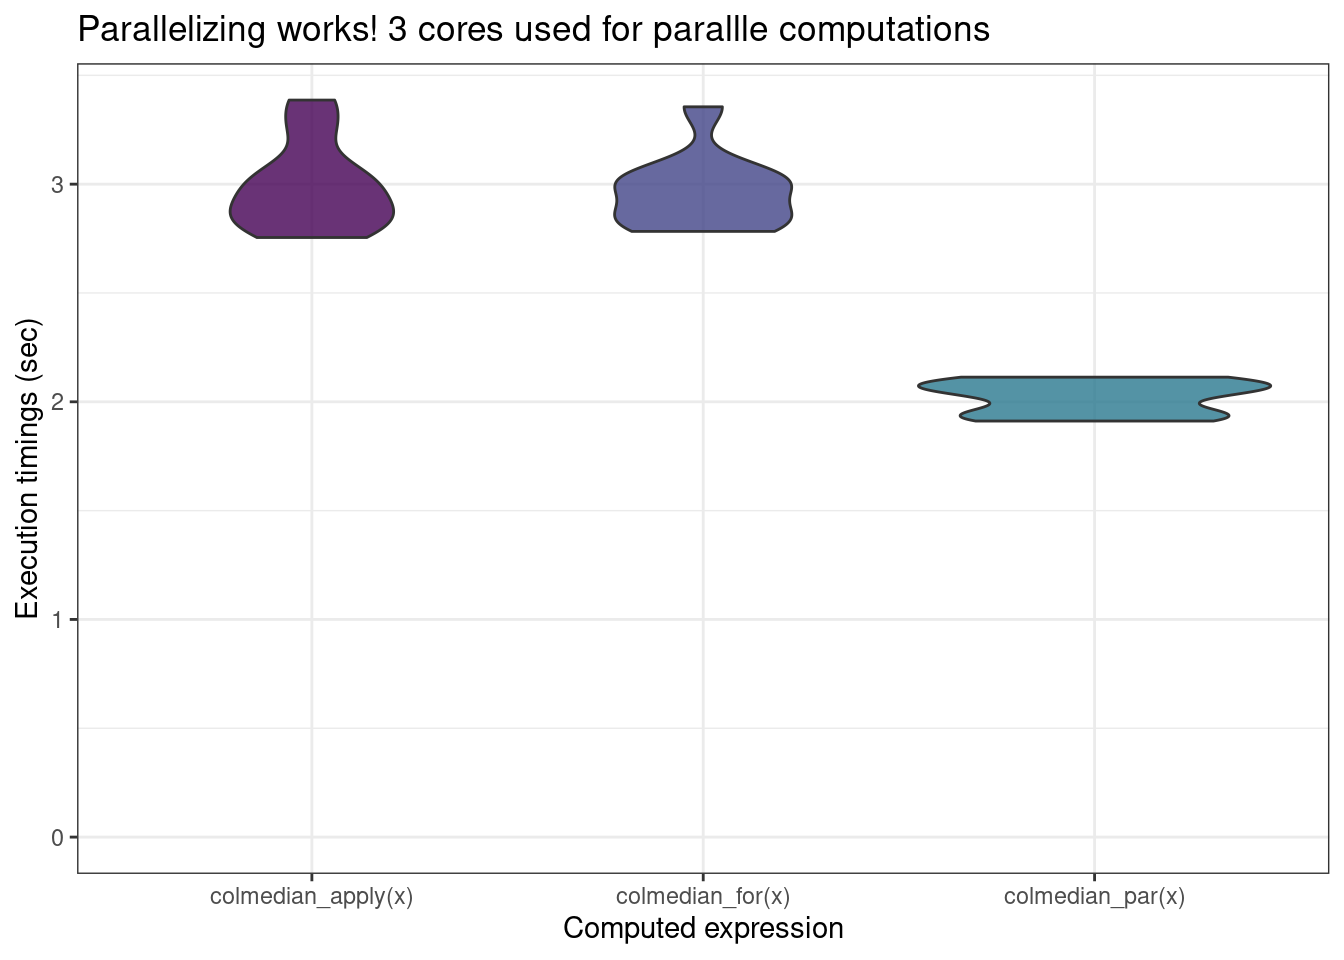 Parallelizing works! 3 cores used for parallle computations
Execution timings (sec)
3
2
1
0
colmedian_apply(x) colmedian_for(x) colmedian_par(x)
Computed expression